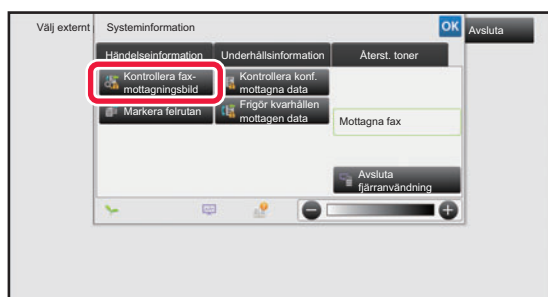 Välj externt
Systeminformation
OK
Avsluta
Händelseinformation
Underhållsinformation
Återst. toner
Kontrollera fax-
mottagningsbild
Kontrollera konf.
mottagna data
Markera felrutan
Frigör kvarhållen
mottagen data
Mottagna fax
Avsluta
fjärranvändning